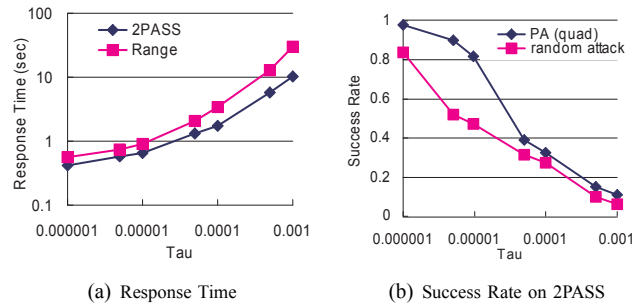 Response Time (sec)
100
10
1
0.1
2PASS
Range
0.000001
0.00001
0.0001
0.001
Tau
(a) Response Time
Success Rate
1
0.8
0.6
0.4
0.2
0
PA (quad)
random attack
0.000001
0.00001
0.0001
0.001
Tau
(b) Success Rate on 2PASS